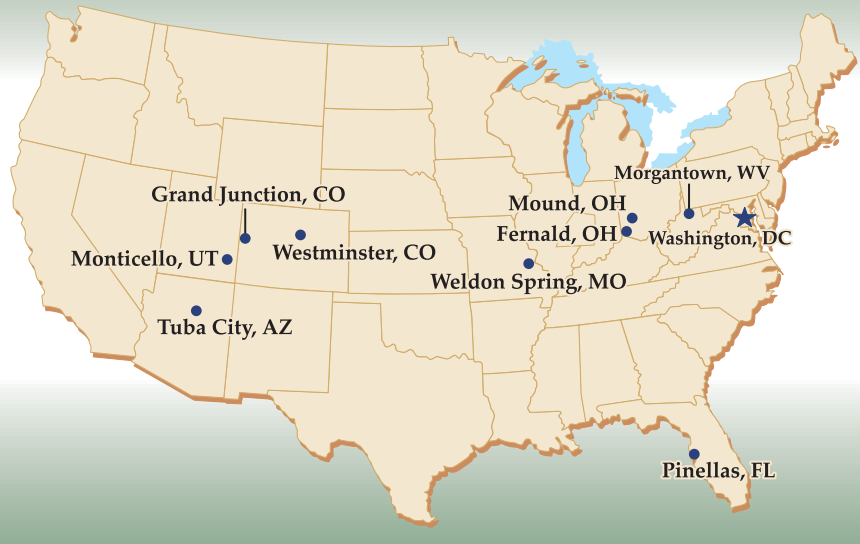 Morgantown, WV
Grand Junction, CO
Mound, OH
Fernald, OH
Washington, DC
Westminster, CO
Monticello, UT
Weldon Spring, MO
Tuba City, AZ
Pinellas, FL